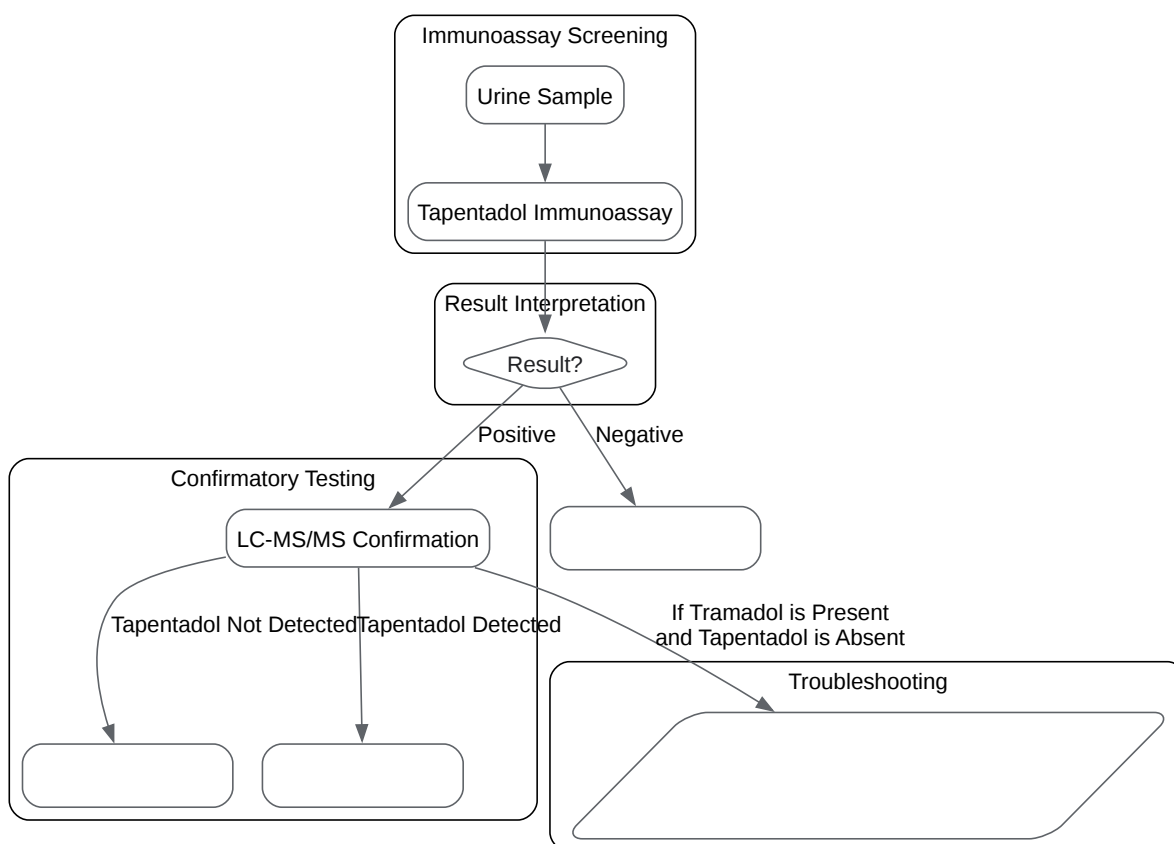 Immunoassay Screening
Urine Sample
Tapentadol Immunoassay
Result Interpretation
Result?
Positive
Negative
Confirmatory Testing
LC-MS/MS Confirmation
Tapentadol Not Detected
Tapentadol Detected
If Tramadol is Present
and Tapentadol is Absent
Troubleshooting